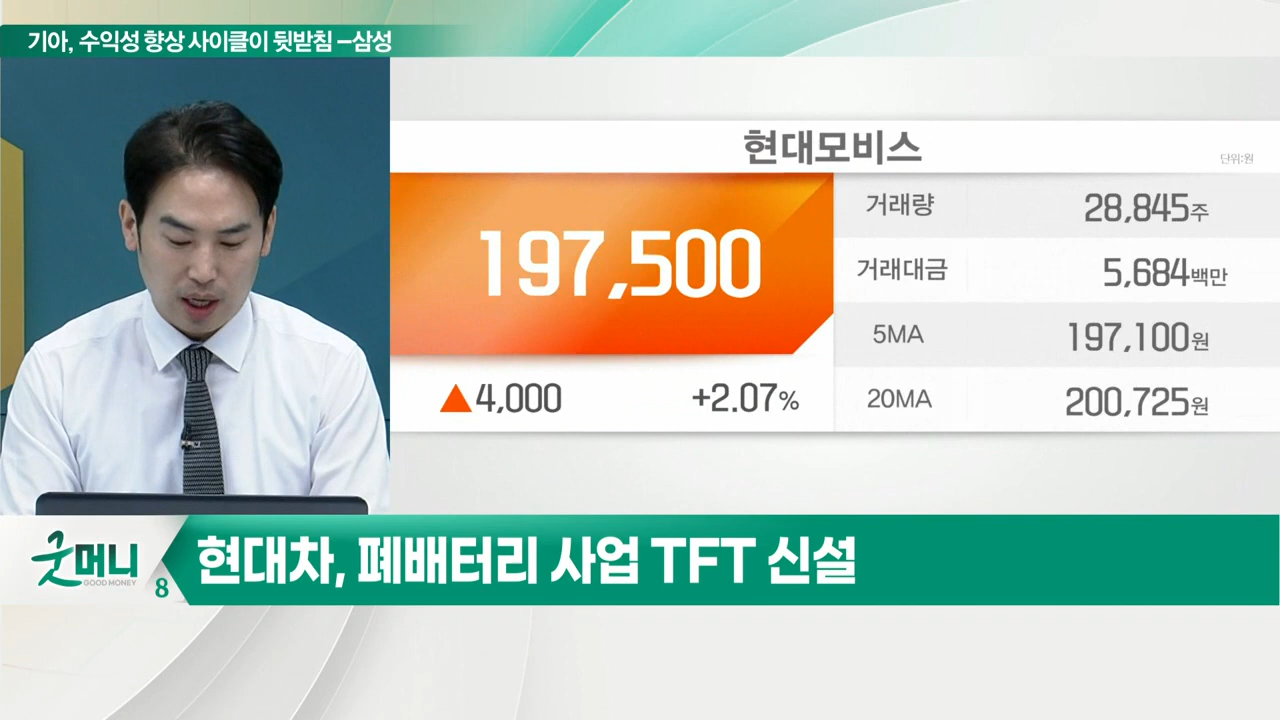 기아, 수익성 향상 사이클이 뒷받침 –삼성
현대모비스
단위:원
197,500
▲4,000 +2.07%
거래량 28,845주
거래대금 5,684백만
5MA 197,100원
20MA 200,725원
굿머니
GOOD MONEY
8
현대차, 폐배터리 사업 TFT 신설